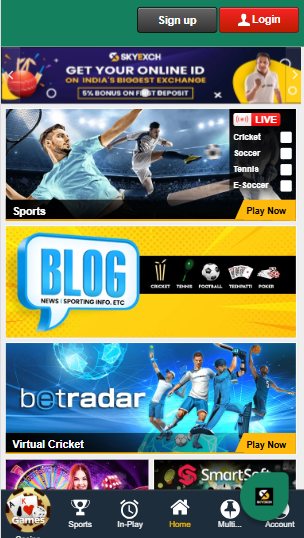 Sign up
Login
SKYEXCH
GET YOUR ONLINE ID
ON INDIA'S BIGGEST EXCHANGE
5% BONUS ON FIRST DEPOSIT
LIVE
Cricket
Soccer
Tennis
E-Soccer
Sports
Play Now
BLOG
NEWS | SPORTING INFO, ETC
CRICKET TENNIS FOOTBALL TEENPATTI POKER
betradar
Virtual Cricket
Play Now
SmartSoft
Games
Sports
In-Play
Home
Multi...
Account
SKYEXCH